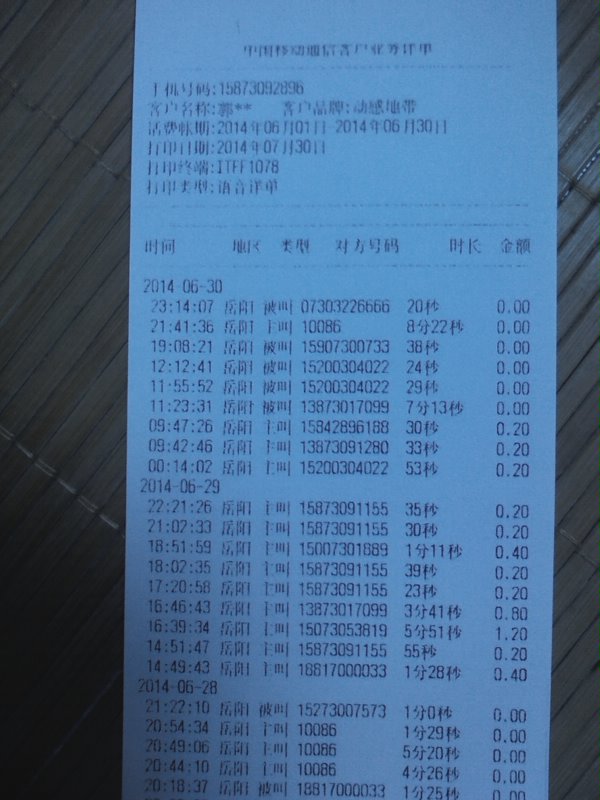 中国移动通信客户业务详单
手机号码:15873092896
客户名称:郭** 客户品牌:动感地带
话费帐期:2014年06月01日-2014年06月30日
打印日期:2014年07月30日
打印终端:ITFF1078
打印类型:语音详单
时间 地区 类型 对方号码 时长 金额
2014-06-30
23:14:07 岳阳 被叫 07303226666 20秒 0.00
21:41:36 岳阳 主叫 10086 8分22秒 0.00
19:08:21 岳阳 被叫 15907300733 38秒 0.00
12:12:41 岳阳 被叫 15200304022 24秒 0.00
11:55:52 岳阳 被叫 15200304022 29秒 0.00
11:23:31 岳阳 被叫 13873017099 7分13秒 0.00
09:47:26 岳阳 主叫 15842896188 30秒 0.20
09:42:46 岳阳 主叫 13873091280 33秒 0.20
00:14:02 岳阳 主叫 15200304022 53秒 0.20
2014-06-29
22:21:26 岳阳 主叫 15873091155 35秒 0.20
21:02:33 岳阳 主叫 15873091155 30秒 0.20
18:51:59 岳阳 主叫 15007301889 1分11秒 0.40
18:02:35 岳阳 主叫 15873091155 39秒 0.20
17:20:58 岳阳 主叫 15873091155 23秒 0.20
16:46:43 岳阳 主叫 13873017099 3分41秒 0.80
16:39:34 岳阳 主叫 15073053819 5分51秒 1.20
14:51:47 岳阳 主叫 15873091155 55秒 0.20
14:49:43 岳阳 主叫 18817000033 1分28秒 0.40
2014-06-28
21:22:10 岳阳 被叫 15273007573 1分0秒 0.00
20:54:34 岳阳 主叫 10086 1分29秒 0.00
20:49:06 岳阳 主叫 10086 5分20秒 0.00
20:44:10 岳阳 主叫 10086 4分26秒 0.00
20:18:37 岳阳 被叫 18817000033 1分25秒 0.00